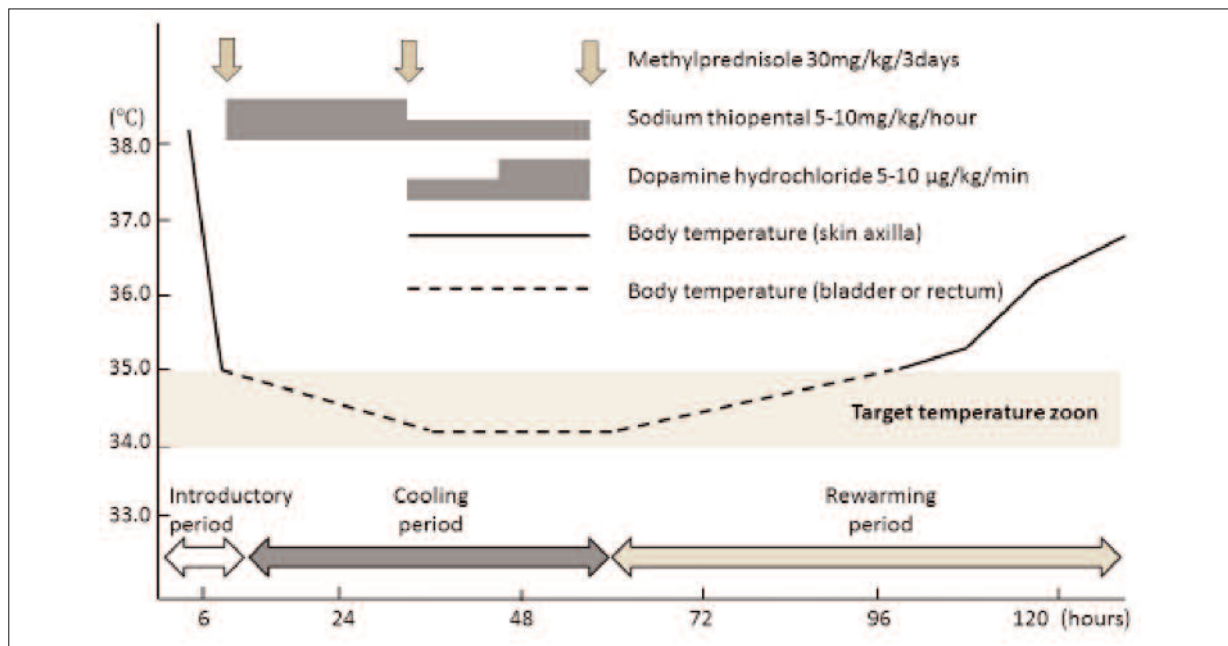 Methylprednisole 30mg/kg/3days
(°C)
Sodium thiopental 5-10mg/kg/hour
38.0
Dopamine hydrochloride 5-10 μg/kg/min
37.0
Body temperature (skin axilla)
36.0
Body temperature (bladder or rectum)
35.0
Target temperature zoon
34.0
Introductory period
Cooling period
Rewarming period
33.0
6 24 48 72 96 120 (hours)